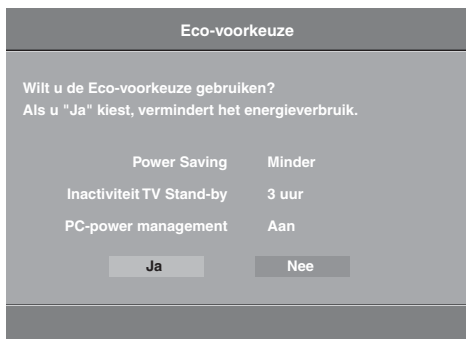 Eco-voorkeuze
Wilt u de Eco-voorkeuze gebruiken?
Als u "Ja" kiest, vermindert het energieverbruik.
Power Saving Minder
Inactiviteit TV Stand-by 3 uur
PC-power management Aan
Ja Nee